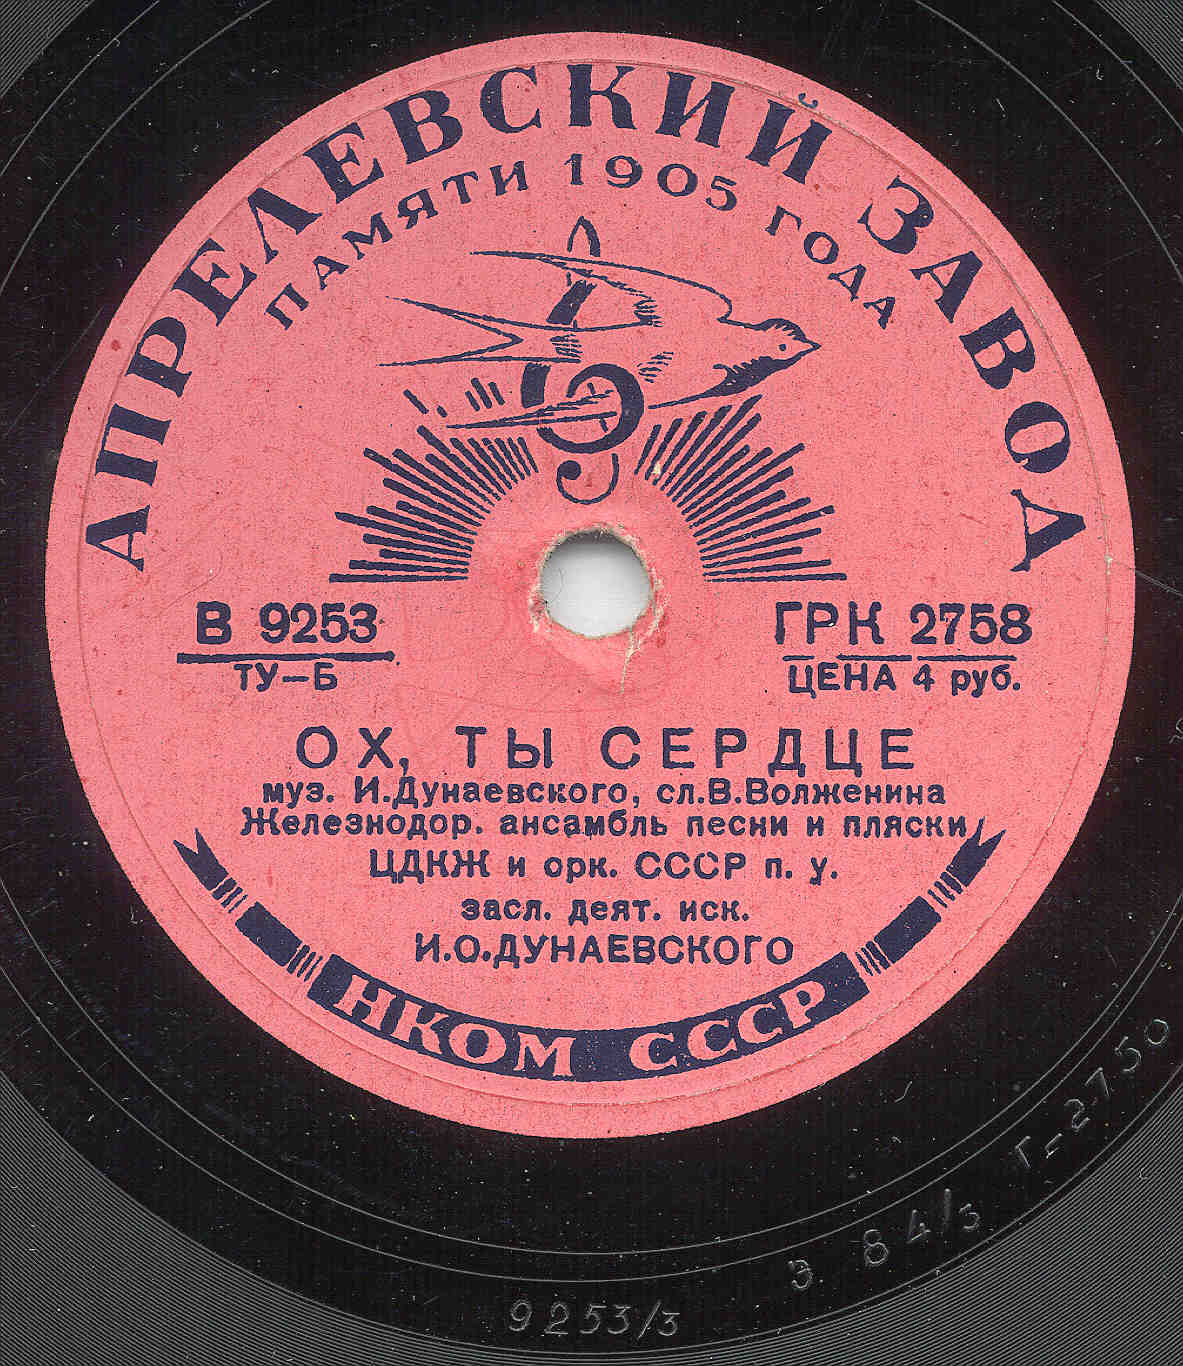 АПРЕЛЕВСКИЙ ЗАВОД
ПАМЯТИ 1905 ГОДА
В 9253
ТУ—Б
ГРК 2758
ЦЕНА 4 руб.
ОХ, ТЫ СЕРДЦЕ
муз. И.Дунаевского, сл.В.Волженина
Железнодор. ансамбль песни и пляски
ЦДКЖ и орк. СССР п. у.
засл. деят. иск.
И.О.ДУНАЕВСКОГО
НКОМ СССР
9253/3
З 84/3 Г-2750